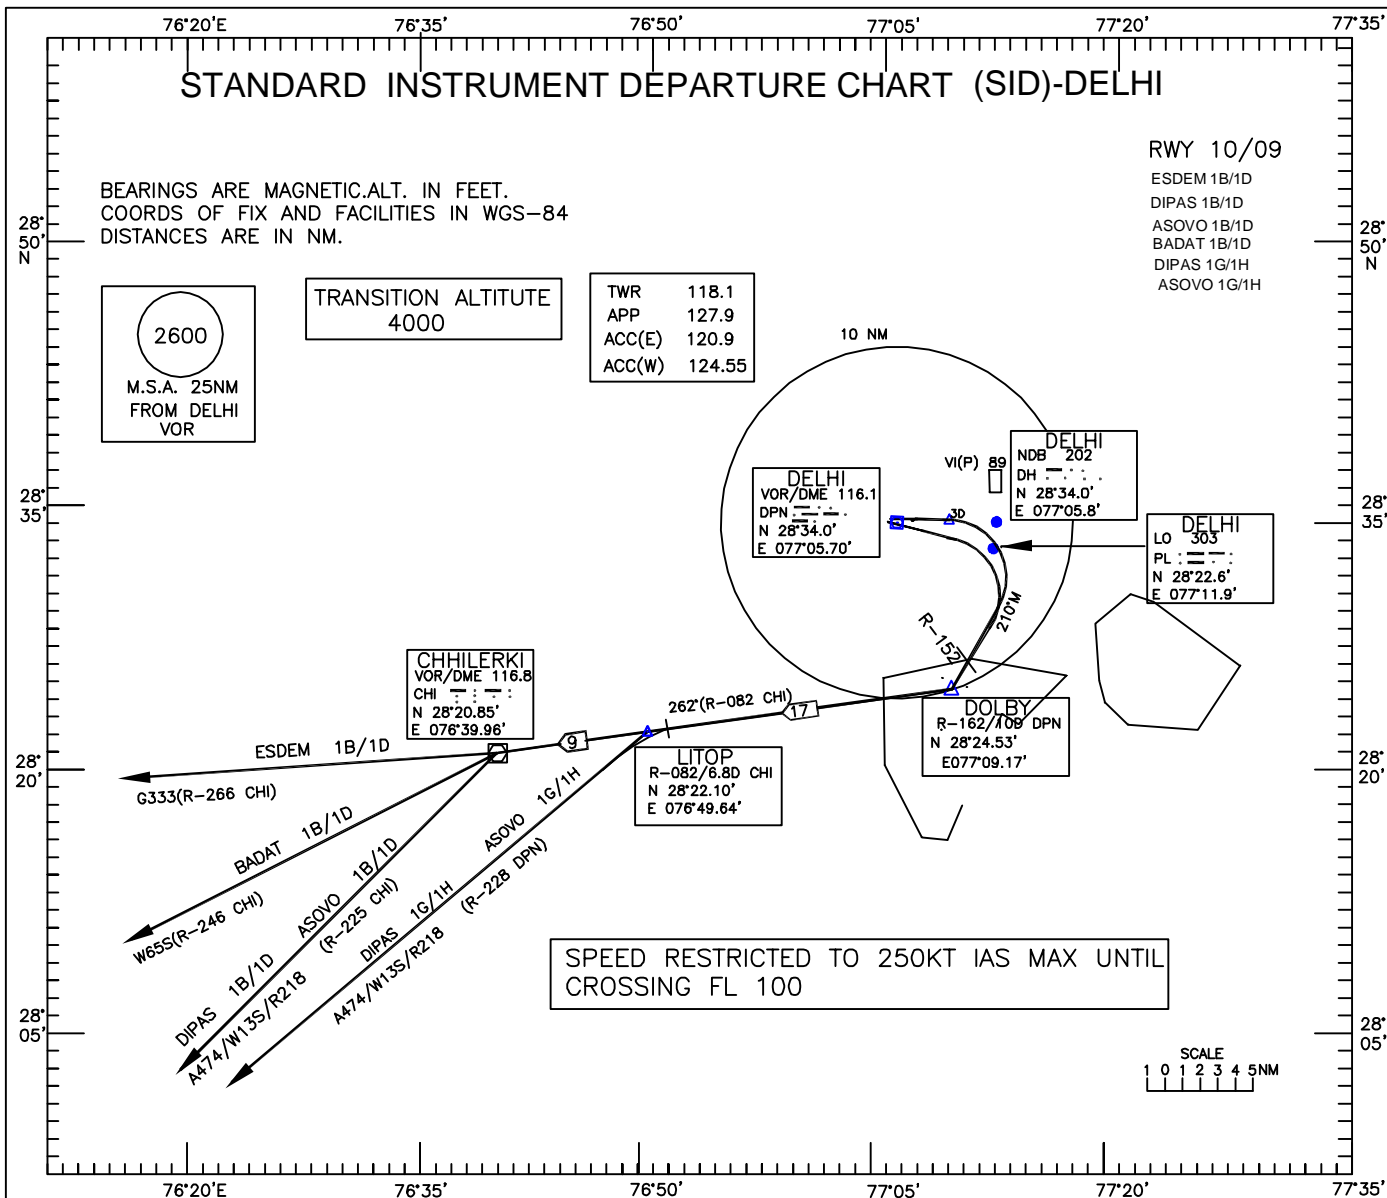 76°20'E 76°35' 76°50' 77°05' 77°20' 77°35'
STANDARD INSTRUMENT DEPARTURE CHART (SID)-DELHI
RWY 10/09
ESDEM 1B/1D
DIPAS 1B/1D
ASOVO 1B/1D
BADAT 1B/1D
DIPAS 1G/1H
ASOVO 1G/1H
BEARINGS ARE MAGNETIC.ALT. IN FEET.
COORDS OF FIX AND FACILITIES IN WGS-84
DISTANCES ARE IN NM.
28°
50'
N
28°
50'
N
2600
M.S.A. 25NM
FROM DELHI
VOR
TRANSITION ALTITUTE
4000
TWR 118.1
APP 127.9
ACC(E) 120.9
ACC(W) 124.55
10 NM
DELHI
VOR/DME 116.1
DPN
N 28°34.0'
E 077°05.70'
VI(P) 89
DELHI
NDB 202
DH
N 28°34.0'
E 077°05.8'
3D
28°
35'
28°
35'
DELHI
LO 303
PL
N 28°22.6'
E 077°11.9'
210°M
R-152
CHHILERKI
VOR/DME 116.8
CHI
N 28°20.85'
E 076°39.96'
262°(R-082 CHI)
17
9
DOLBY
R-162/10D DPN
N 28°24.53'
E077°09.17'
LITOP
R-082/6.8D CHI
N 28°22.10'
E 076°49.64'
28°
20'
28°
20'
ESDEM 1B/1D
G333(R-266 CHI)
BADAT 1B/1D
W65S(R-246 CHI)
DIPAS 1B/1D ASOVO 1B/1D
A474/W13S/R218 (R-225 CHI)
DIPAS 1G/1H ASOVO 1G/1H
A474/W13S/R218 (R-228 DPN)
SPEED RESTRICTED TO 250KT IAS MAX UNTIL
CROSSING FL 100
28°
05'
28°
05'
SCALE
1 0 1 2 3 4 5NM
76°20'E 76°35' 76°50' 77°05' 77°20' 77°35'